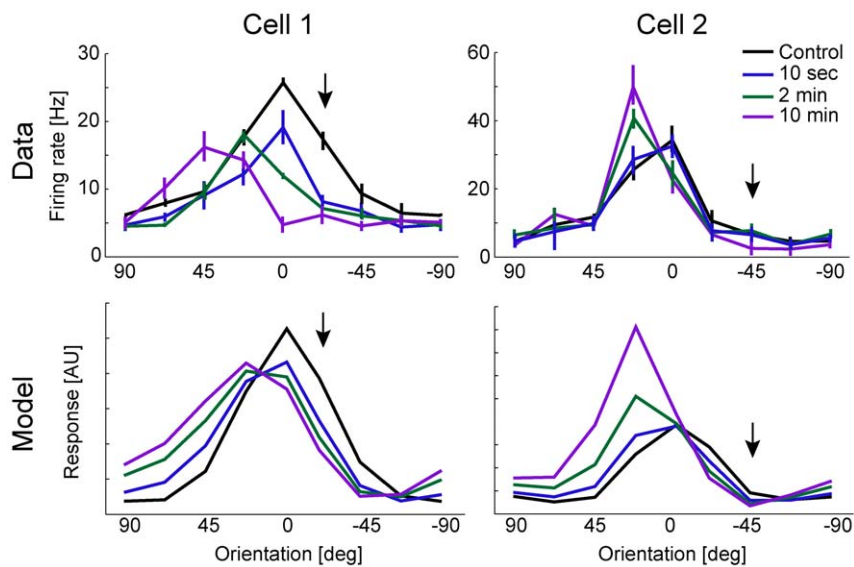 Cell 1
Cell 2
Data
Firing rate [Hz]
30
20
10
0
90
45
0
-45
-90
60
40
20
0
90
45
0
-45
-90
Control
10 sec
2 min
10 min
Model
Response [AU]
90
45
0
-45
-90
Orientation [deg]
90
45
0
-45
-90
Orientation [deg]